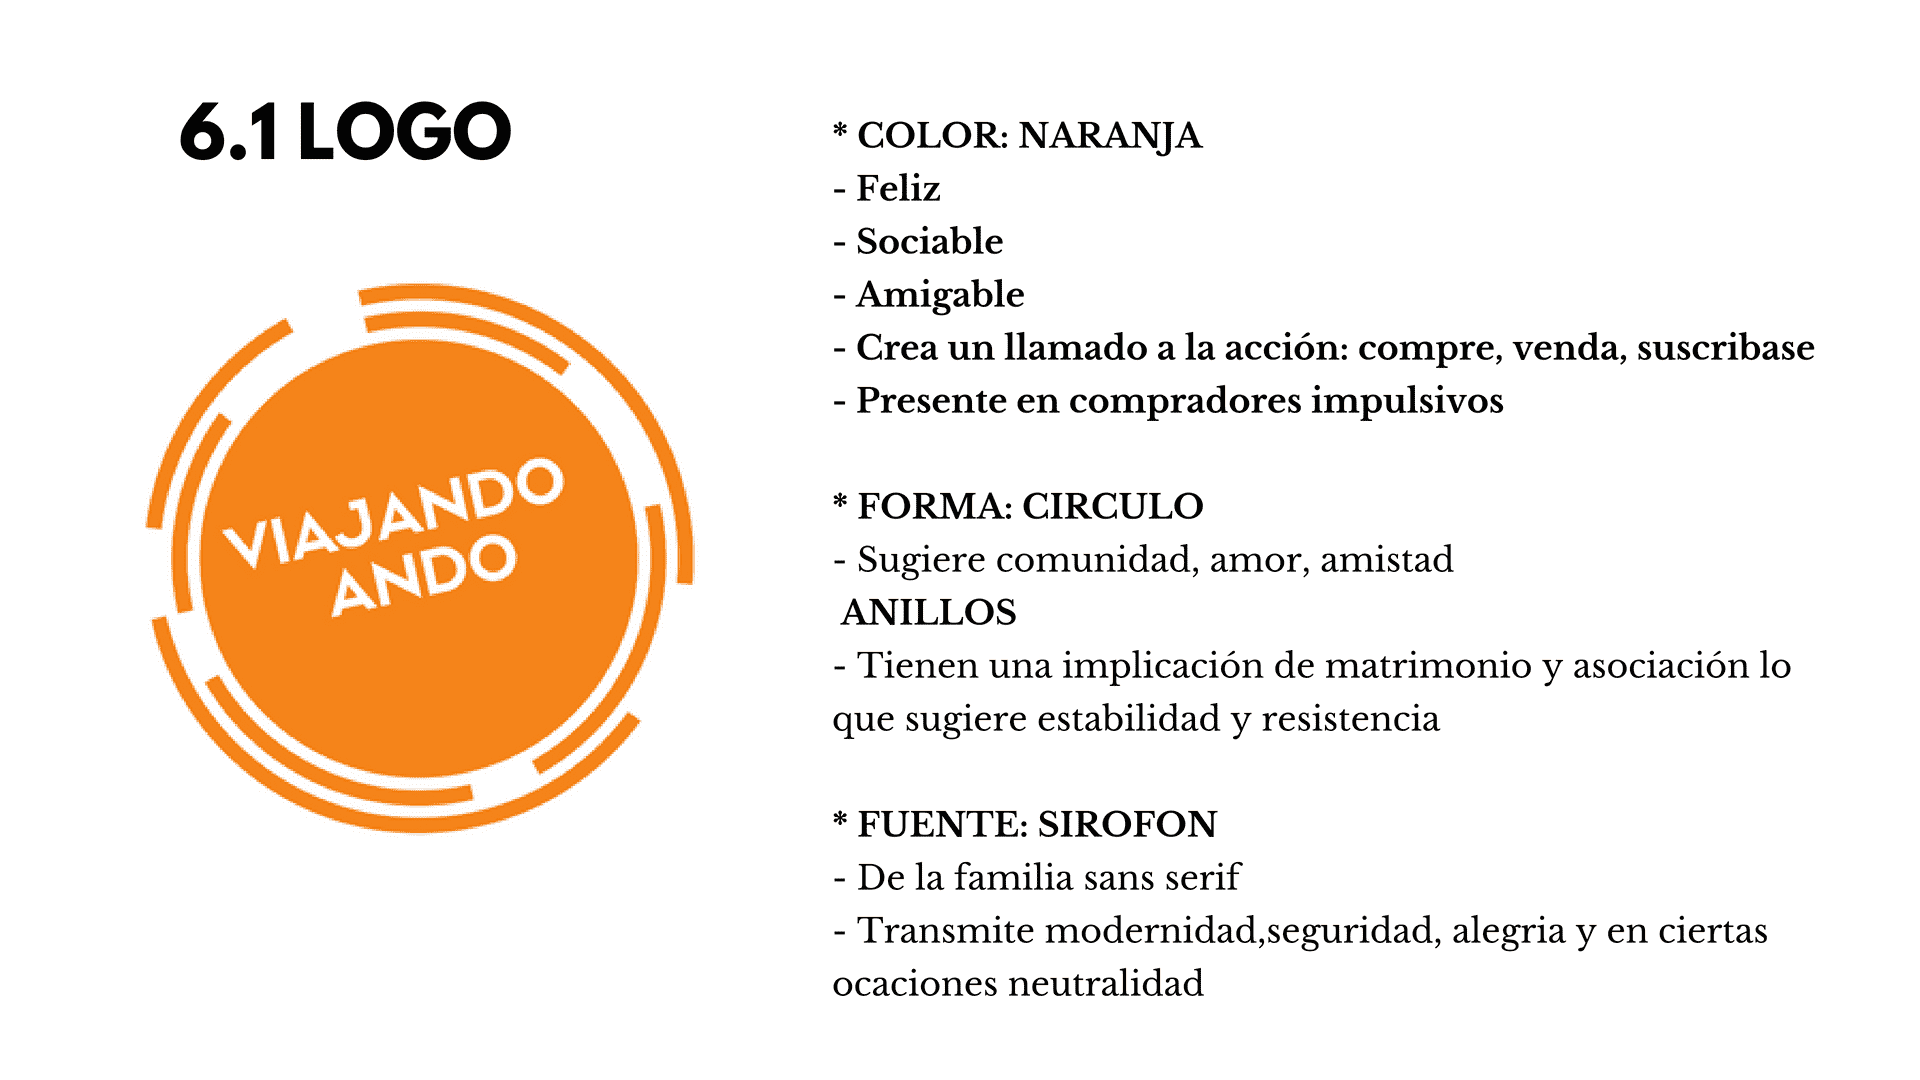 6.1 LOGO
VIAJANDO
ANDO
* COLOR: NARANJA
- Feliz
- Sociable
- Amigable
- Crea un llamado a la acción: compre, venda, suscribase
- Presente en compradores impulsivos
* FORMA: CIRCULO
- Sugiere comunidad, amor, amistad
ANILLOS
- Tienen una implicación de matrimonio y asociación lo
que sugiere estabilidad y resistencia
* FUENTE: SIROFON
- De la familia sans serif
- Transmite modernidad,seguridad, alegria y en ciertas
ocaciones neutralidad